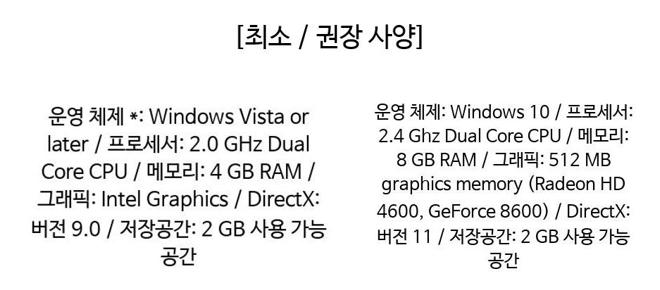 [최소 / 권장 사양]
운영 체제 *: Windows Vista or
later / 프로세서: 2.0 GHz Dual
Core CPU / 메모리: 4 GB RAM /
그래픽: Intel Graphics / DirectX:
버전 9.0 / 저장공간: 2 GB 사용 가능
공간
운영 체제: Windows 10 / 프로세서:
2.4 Ghz Dual Core CPU / 메모리:
8 GB RAM / 그래픽: 512 MB
graphics memory (Radeon HD
4600, GeForce 8600) / DirectX:
버전 11 / 저장공간: 2 GB 사용 가능
공간